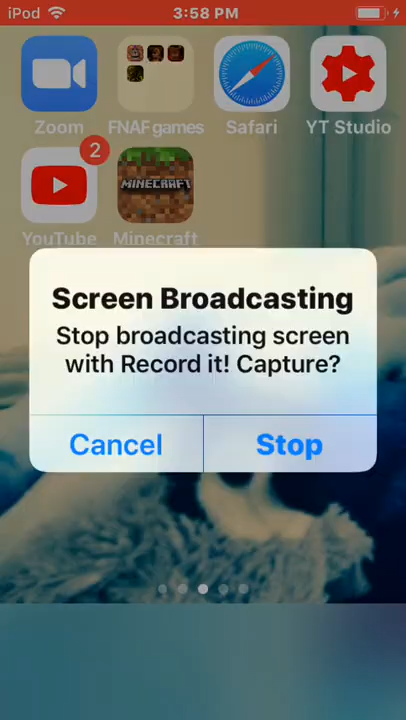 iPod 3:58 PM
Zoom FNAF games Safari YT Studio
2
MINECRAFT
YouTube Minecraft
Screen Broadcasting
Stop broadcasting screen
with Record it! Capture?
Cancel Stop